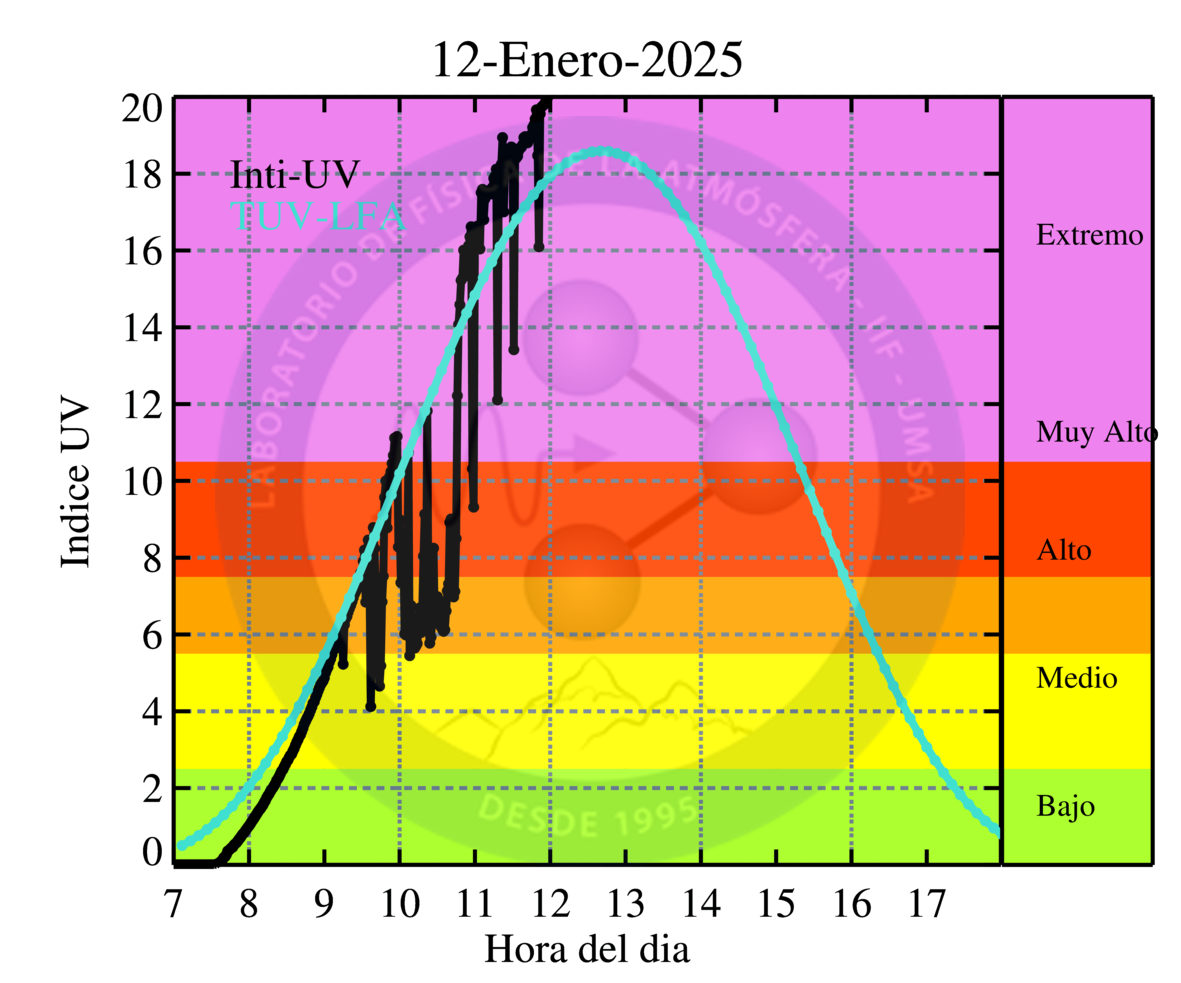 12-Enero-2025
Indice UV
20
18
16
14
12
10
8
6
4
2
0
Inti-UV
TUV-LFA
LABORATORIO DE FÍSICA DE LA ATMÓSFERA - IIF - UMSA
DESDE 1995
Extremo
Muy Alto
Alto
Medio
Bajo
7 8 9 10 11 12 13 14 15 16 17
Hora del dia